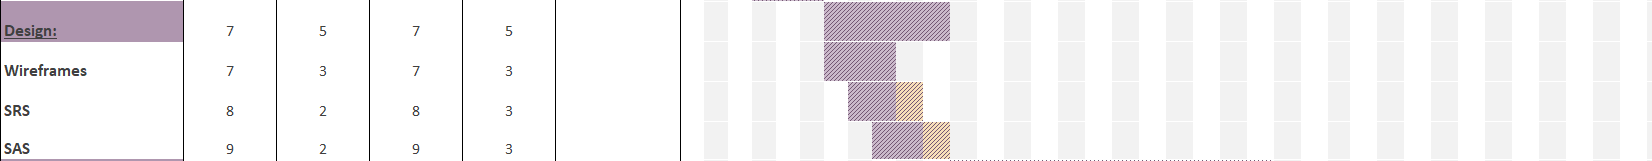 Design: 7 5 7 5
Wireframes 7 3 7 3
SRS 8 2 8 3
SAS 9 2 9 3